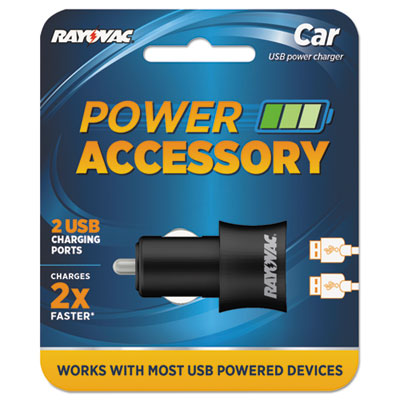 RAYOVAC
Car
USB power charger
POWER
ACCESSORY
2 USB
CHARGING
PORTS
CHARGES
2x
FASTER*
RAYOVAC
WORKS WITH MOST USB POWERED DEVICES